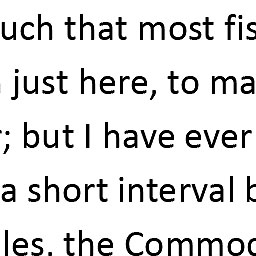 uch that most fis
just here, to ma
; but I have ever
a short interval b
les, the Commod